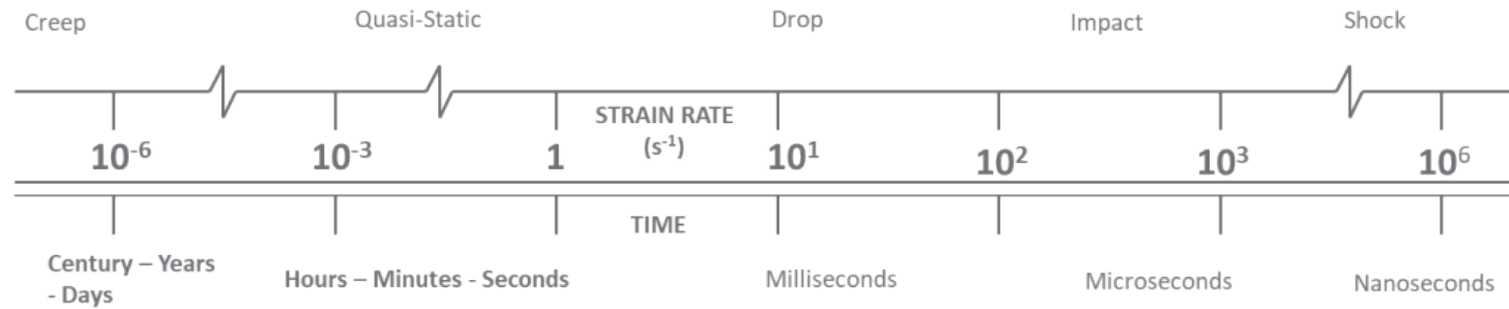 Creep Quasi-Static Drop Impact Shock
STRAIN RATE
(s⁻¹)
10⁻⁶ 10⁻³ 1 10¹ 10² 10³ 10⁶
TIME
Century – Years
- Days
Hours – Minutes - Seconds Milliseconds Microseconds Nanoseconds